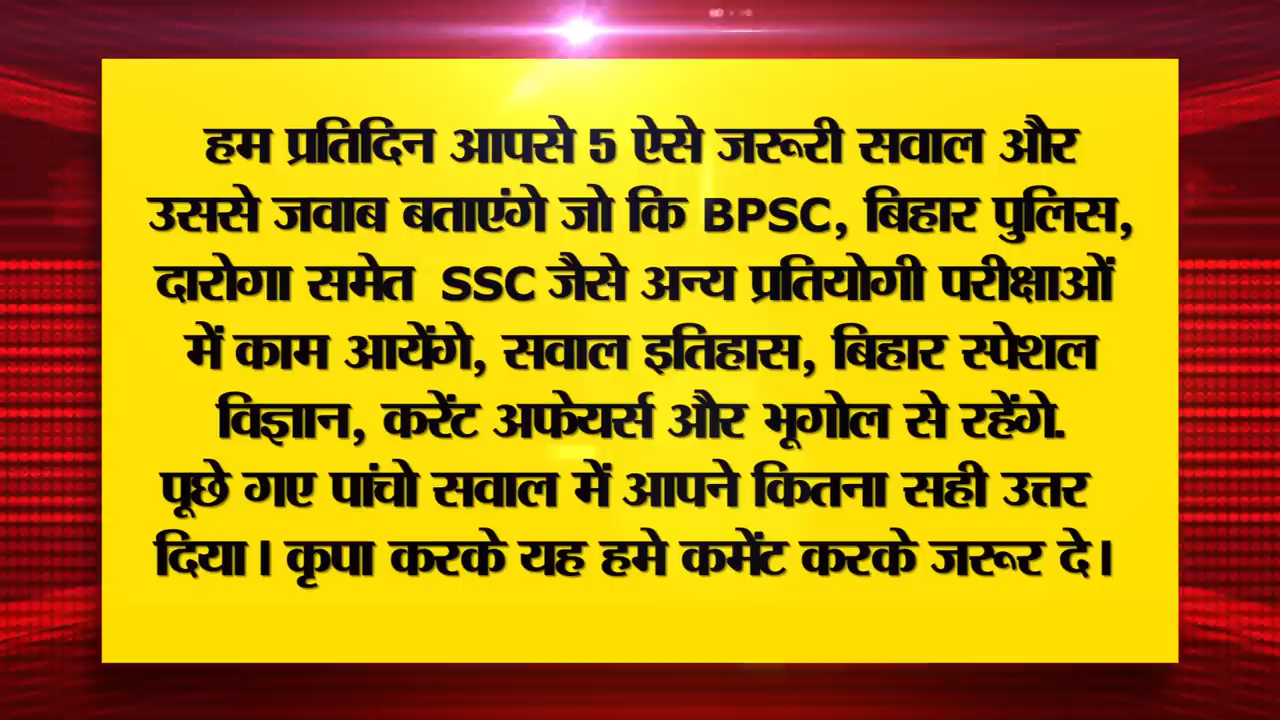 हम प्रतिदिन आपसे 5 ऐसे जरूरी सवाल और
उससे जवाब बताएंगे जो कि BPSC, बिहार पुलिस,
दारोगा समेत SSC जैसे अन्य प्रतियोगी परीक्षाओं
में काम आयेंगे, सवाल इतिहास, बिहार स्पेशल
विज्ञान, करेंट अफेयर्स और भूगोल से रहेंगे.
पूछे गए पांचो सवाल में आपने कितना सही उत्तर
दिया। कृपा करके यह हमे कमेंट करके जरूर दे।